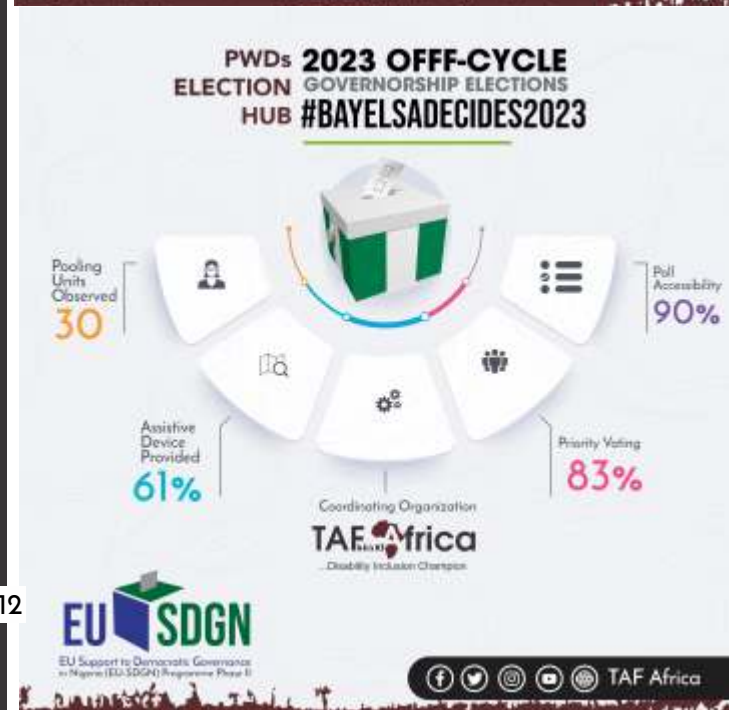 PWDs 2023 OFFF-CYCLE
ELECTION GOVERNORSHIP ELECTIONS
HUB #BAYELSADECIDES2023
Pooling
Units
Observed
30
Poll
Accessibility
90%
Assistive
Device
Provided
61%
Priority Voting
83%
Coordinating Organization
TAF Africa
...Disability Inclusion Champion
12
EU SDGN
EU Support to Democratic Governance
in Nigeria (EU-SDGN) Programme Phase II
TAF Africa